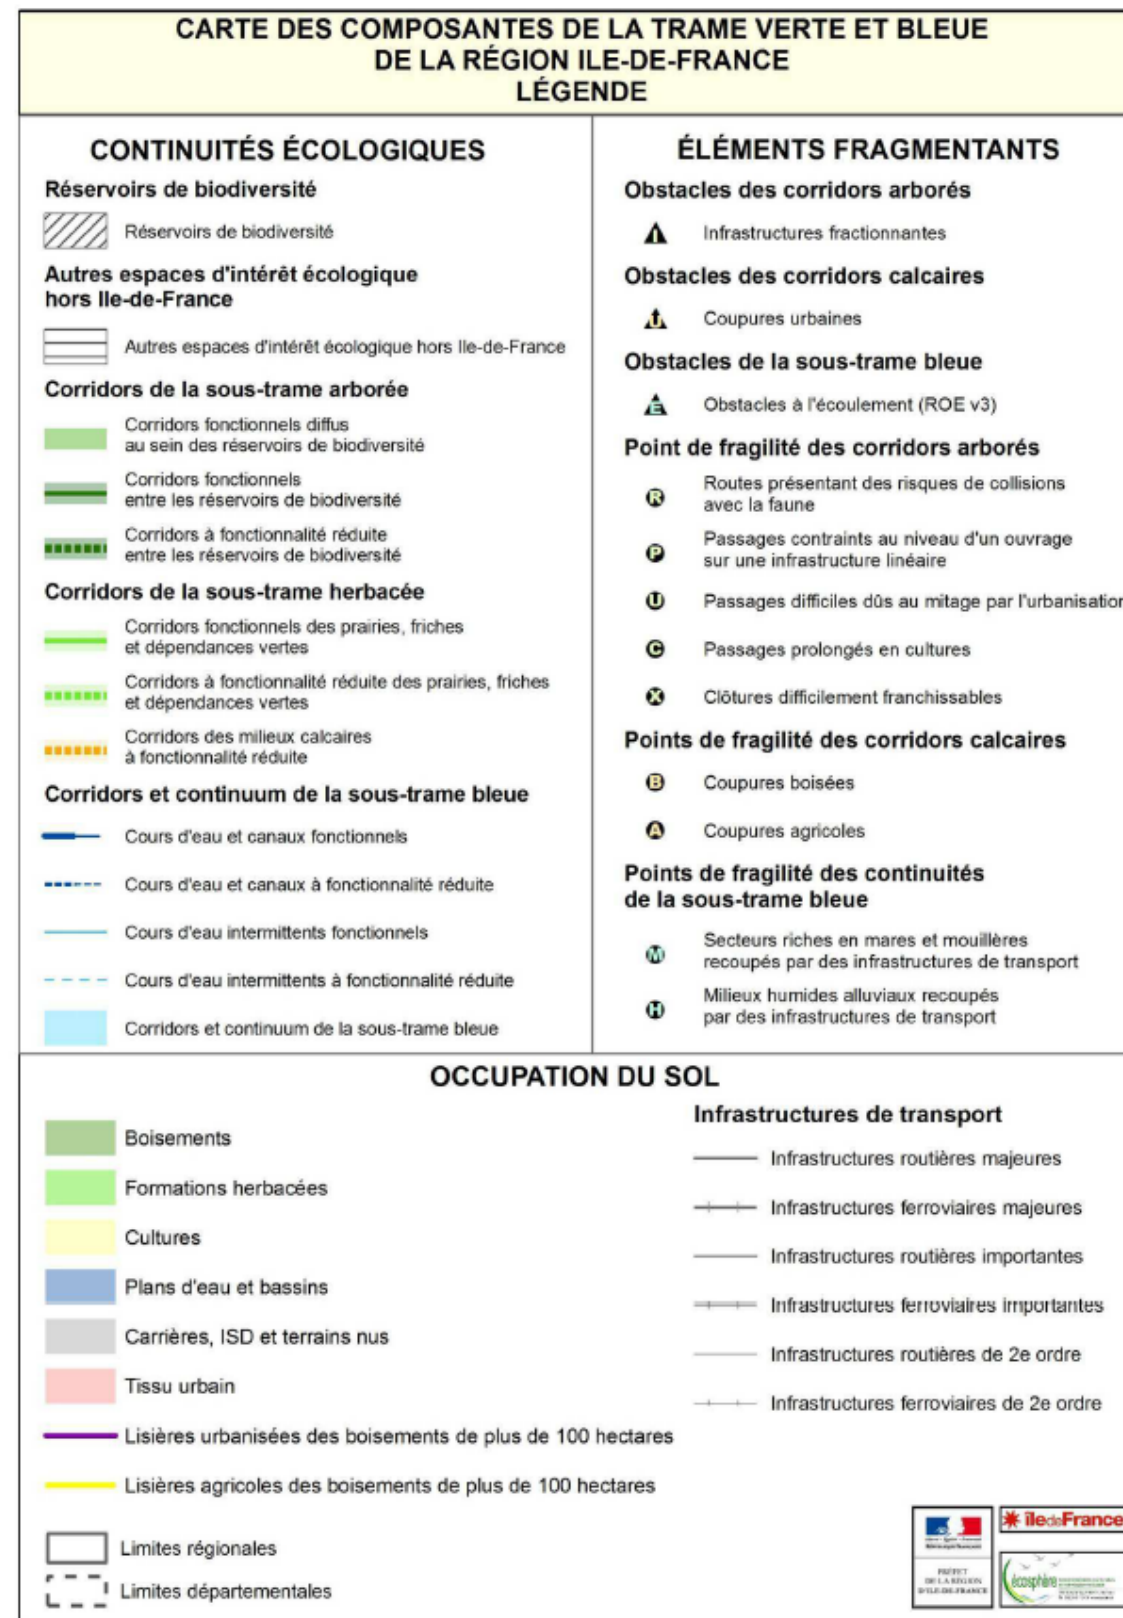 CARTE DES COMPOSANTES DE LA TRAME VERTE ET BLEUE
DE LA RÉGION ILE-DE-FRANCE
LÉGENDE
CONTINUITÉS ÉCOLOGIQUES
Réservoirs de biodiversité
Réservoirs de biodiversité
Autres espaces d'intérêt écologique
hors Ile-de-France
Autres espaces d'intérêt écologique hors Ile-de-France
Corridors de la sous-trame arborée
Corridors fonctionnels diffus
au sein des réservoirs de biodiversité
Corridors fonctionnels
entre les réservoirs de biodiversité
Corridors à fonctionnalité réduite
entre les réservoirs de biodiversité
Corridors de la sous-trame herbacée
Corridors fonctionnels des prairies, friches
et dépendances vertes
Corridors à fonctionnalité réduite des prairies, friches
et dépendances vertes
Corridors des milieux calcaires
à fonctionnalité réduite
Corridors et continuum de la sous-trame bleue
Cours d'eau et canaux fonctionnels
Cours d'eau et canaux à fonctionnalité réduite
Cours d'eau intermittents fonctionnels
Cours d'eau intermittents à fonctionnalité réduite
Corridors et continuum de la sous-trame bleue
ÉLÉMENTS FRAGMENTANTS
Obstacles des corridors arborés
I Infrastructures fractionnantes
Obstacles des corridors calcaires
U Coupures urbaines
Obstacles de la sous-trame bleue
E Obstacles à l'écoulement (ROE v3)
Point de fragilité des corridors arborés
R Routes présentant des risques de collisions
avec la faune
P Passages contraints au niveau d'un ouvrage
sur une infrastructure linéaire
U Passages difficiles dûs au mitage par l'urbanisation
C Passages prolongés en cultures
X Clôtures difficilement franchissables
Points de fragilité des corridors calcaires
B Coupures boisées
A Coupures agricoles
Points de fragilité des continuités
de la sous-trame bleue
M Secteurs riches en mares et mouillères
recoupés par des infrastructures de transport
H Milieux humides alluviaux recoupés
par des infrastructures de transport
OCCUPATION DU SOL
Boisements
Formations herbacées
Cultures
Plans d'eau et bassins
Carrières, ISD et terrains nus
Tissu urbain
Lisières urbanisées des boisements de plus de 100 hectares
Lisières agricoles des boisements de plus de 100 hectares
Limites régionales
Limites départementales
Infrastructures de transport
Infrastructures routières majeures
Infrastructures ferroviaires majeures
Infrastructures routières importantes
Infrastructures ferroviaires importantes
Infrastructures routières de 2e ordre
Infrastructures ferroviaires de 2e ordre
PRÉFET
DE LA RÉGION
D'ILE-DE-FRANCE
îledeFrance
écosphère